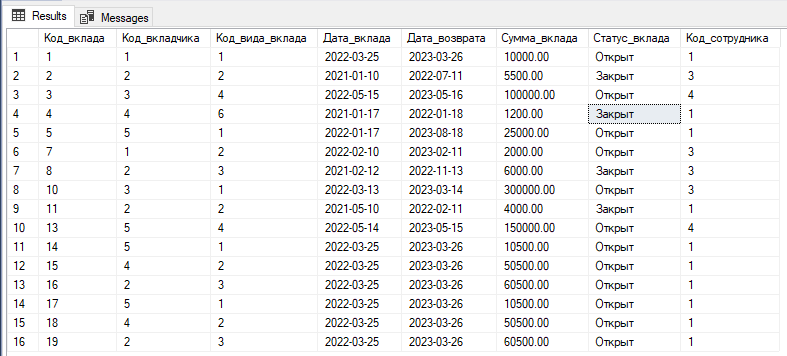 Results Messages
Код_вклада Код_вкладчика Код_вида_вклада Дата_вклада Дата_возврата Сумма_вклада Статус_вклада Код_сотрудника
1 1 1 1 2022-03-25 2023-03-26 10000.00 Открыт 1
2 2 2 2 2021-01-10 2022-07-11 5500.00 Закрыт 3
3 3 3 4 2022-05-15 2023-05-16 100000.00 Открыт 4
4 4 4 6 2021-01-17 2022-01-18 1200.00 Закрыт 1
5 5 5 1 2022-01-17 2023-08-18 25000.00 Открыт 1
6 7 1 2 2022-02-10 2023-02-11 2000.00 Открыт 3
7 8 2 3 2021-02-12 2022-11-13 6000.00 Закрыт 3
8 10 3 1 2022-03-13 2023-03-14 300000.00 Открыт 3
9 11 2 2 2021-05-10 2022-02-11 4000.00 Закрыт 1
10 13 5 4 2022-05-14 2023-05-15 150000.00 Открыт 4
11 14 5 1 2022-03-25 2023-03-26 10500.00 Открыт 1
12 15 4 2 2022-03-25 2023-03-26 50500.00 Открыт 1
13 16 2 3 2022-03-25 2023-03-26 60500.00 Открыт 1
14 17 5 1 2022-03-25 2023-03-26 10500.00 Открыт 1
15 18 4 2 2022-03-25 2023-03-26 50500.00 Открыт 1
16 19 2 3 2022-03-25 2023-03-26 60500.00 Открыт 1